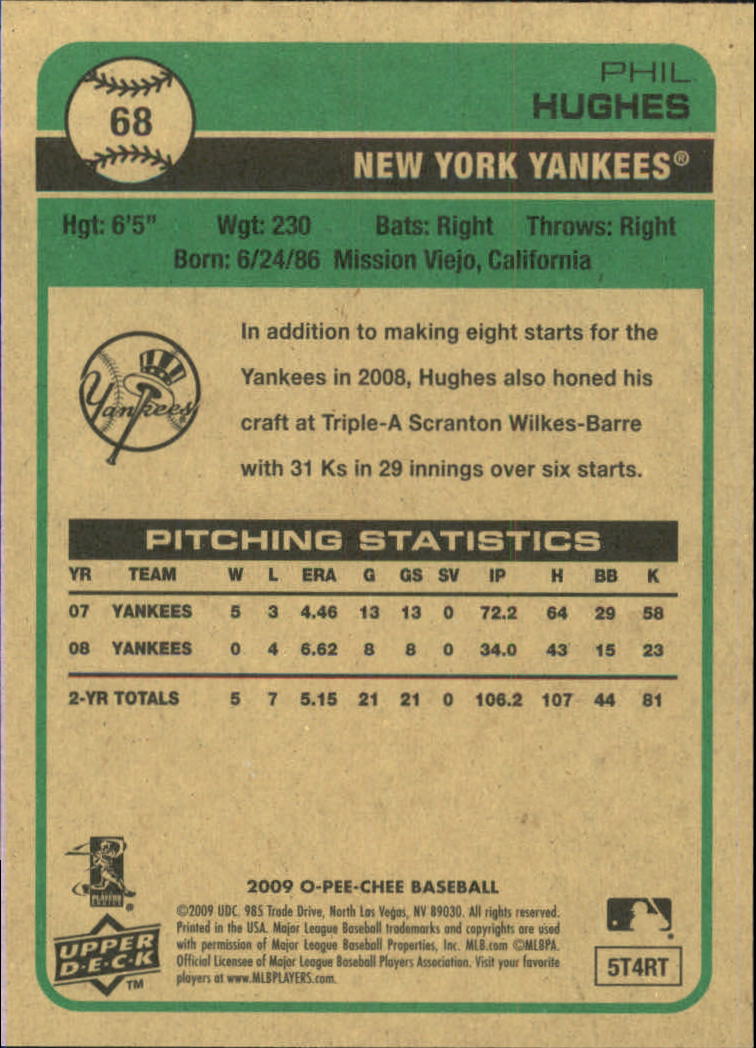 68
PHIL
HUGHES
NEW YORK YANKEES®
Hgt: 6'5" Wgt: 230 Bats: Right Throws: Right
Born: 6/24/86 Mission Viejo, California
Yankees
In addition to making eight starts for the
Yankees in 2008, Hughes also honed his
craft at Triple-A Scranton Wilkes-Barre
with 31 Ks in 29 innings over six starts.
PITCHING STATISTICS
YR TEAM W L ERA G GS SV IP H BB K
07 YANKEES 5 3 4.46 13 13 0 72.2 64 29 58
08 YANKEES 0 4 6.62 8 8 0 34.0 43 15 23
2-YR TOTALS 5 7 5.15 21 21 0 106.2 107 44 81
PLAYERS
®
UPPER
D·E·C·K
TM
2009 O-PEE-CHEE BASEBALL
©2009 UDC. 985 Trade Drive, North Las Vegas, NV 89030. All rights reserved.
Printed in the USA. Major League Baseball trademarks and copyrights are used
with permission of Major League Baseball Properties, Inc. MLB.com ©MLBPA.
Official Licensee of Major League Baseball Players Association. Visit your favorite
players at www.MLBPLAYERS.com.
5T4RT